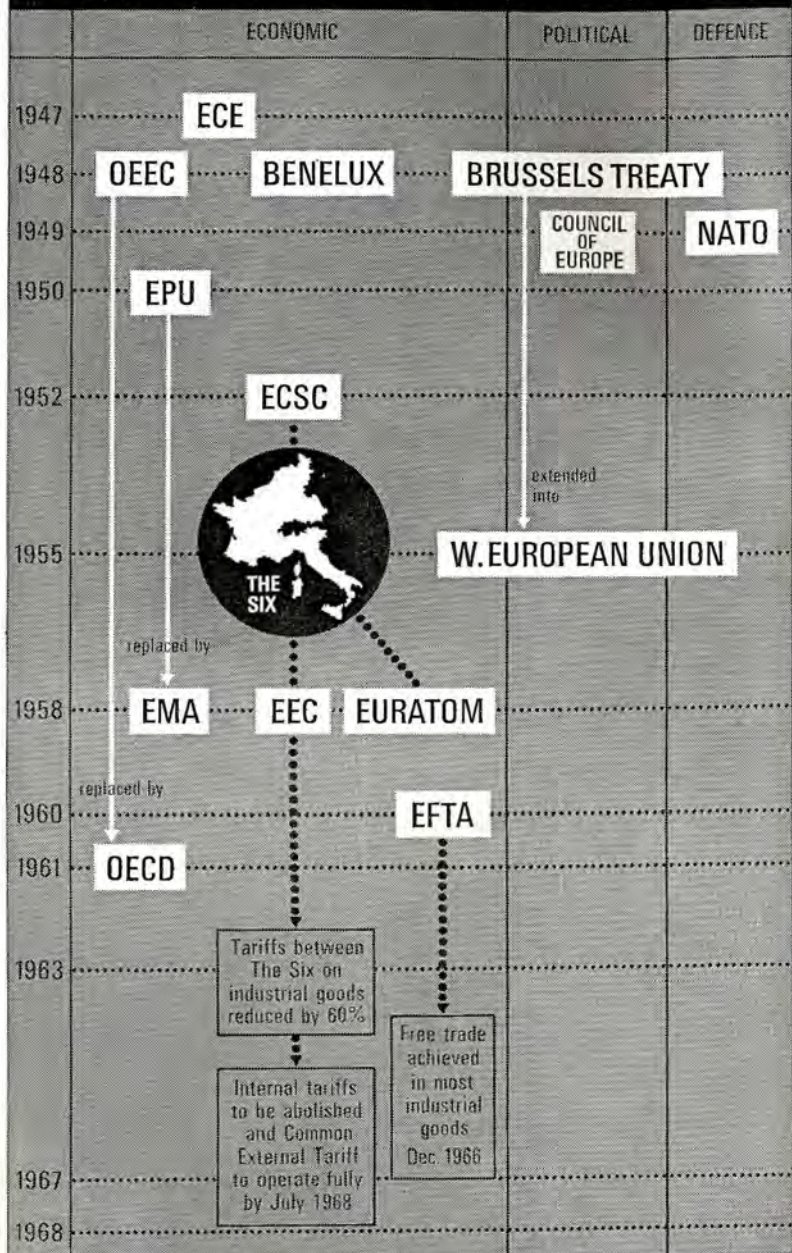 ECONOMIC POLITICAL DEFENCE
1947 ECE
1948 OEEC BENELUX BRUSSELS TREATY
1949 COUNCIL OF EUROPE NATO
1950 EPU
1952 ECSC
extended
into
1955 THE SIX W.EUROPEAN UNION
replaced by
1958 EMA EEC EURATOM
replaced by
1960 EFTA
1961 OECD
1963
Tariffs between
The Six on
industrial goods
reduced by 60%
Free trade
achieved
in most
industrial
goods
Dec. 1966
Internal tariffs
to be abolished
and Common
External Tariff
to operate fully
by July 1968
1967
1968